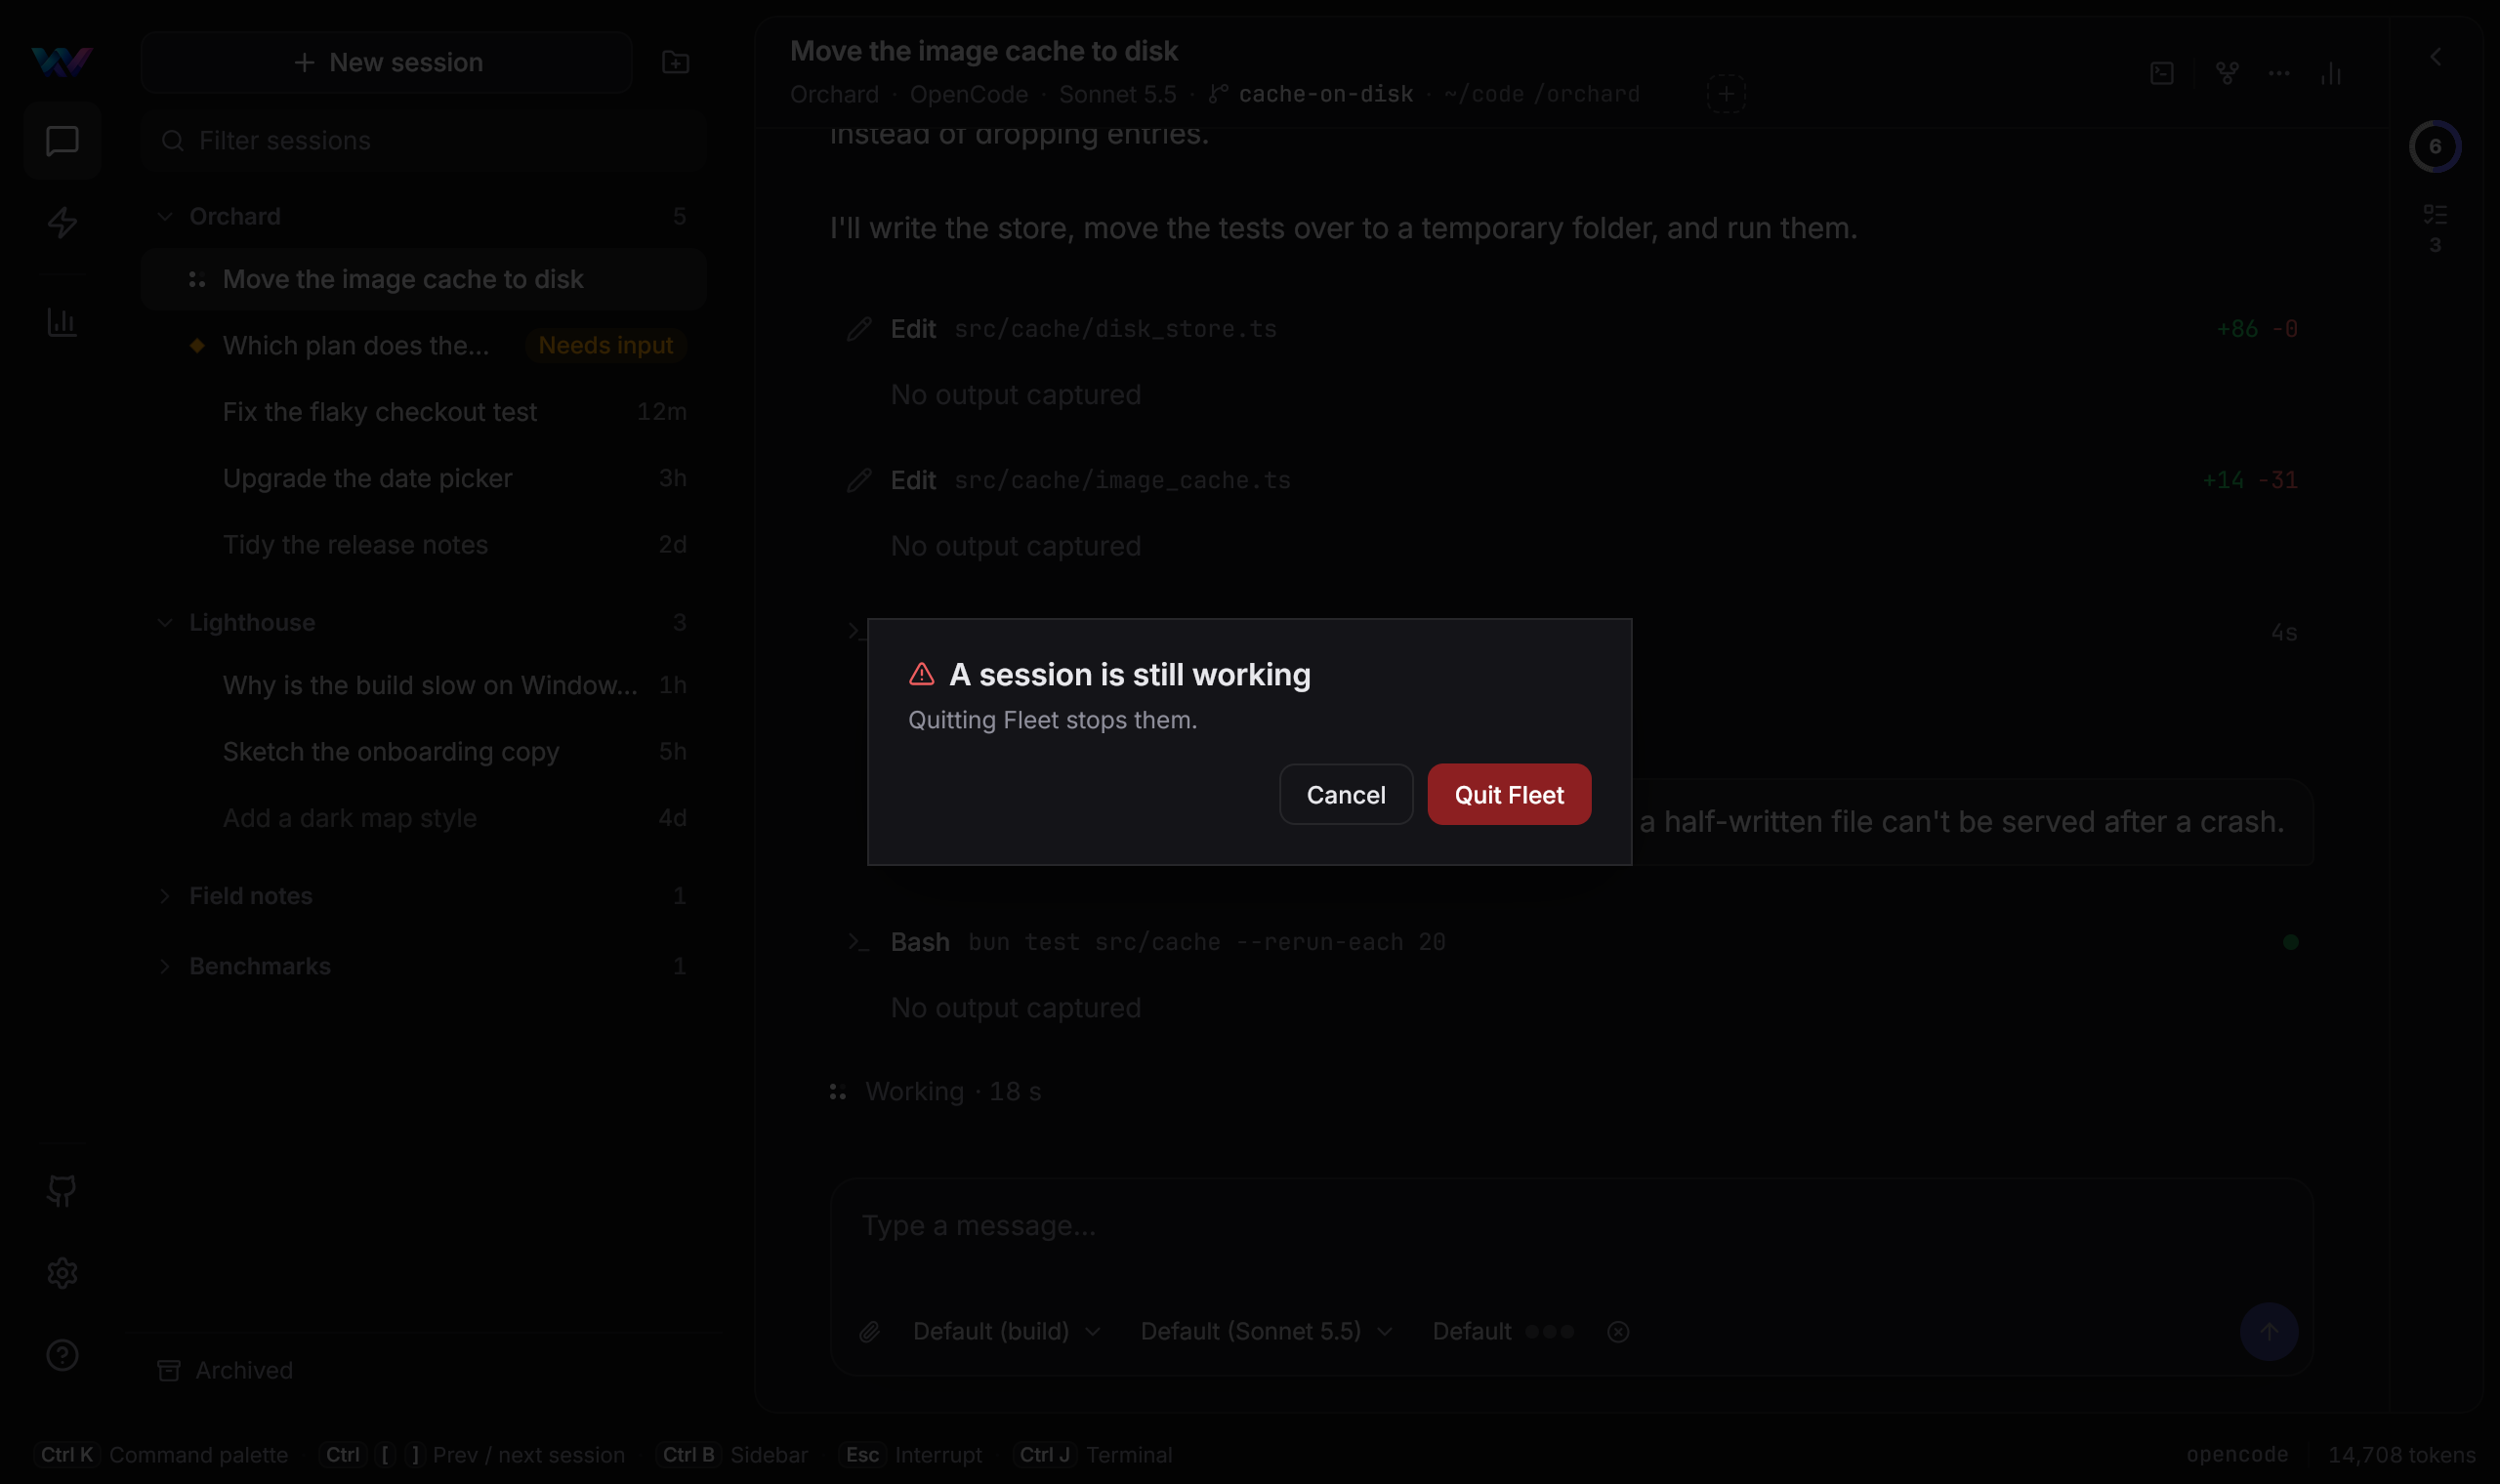 New session
Filter sessions
Orchard 5
Move the image cache to disk
Which plan does the... Needs input
Fix the flaky checkout test 12m
Upgrade the date picker 3h
Tidy the release notes 2d
Lighthouse 3
Why is the build slow on Window... 1h
Sketch the onboarding copy 5h
Add a dark map style 4d
Field notes 1
Benchmarks 1
Archived
Move the image cache to disk
Orchard · OpenCode · Sonnet 5.5 · cache-on-disk · ~/code /orchard
instead of dropping entries.
I'll write the store, move the tests over to a temporary folder, and run them.
Edit src/cache/disk_store.ts +86 -0
No output captured
Edit src/cache/image_cache.ts +14 -31
No output captured
4s
A session is still working
Quitting Fleet stops them.
Cancel Quit Fleet
a half-written file can't be served after a crash.
Bash bun test src/cache --rerun-each 20
No output captured
Working · 18 s
Type a message...
Default (build) Default (Sonnet 5.5) Default
6
3
Ctrl K Command palette Ctrl [ ] Prev / next session Ctrl B Sidebar Esc Interrupt Ctrl J Terminal opencode 14,708 tokens